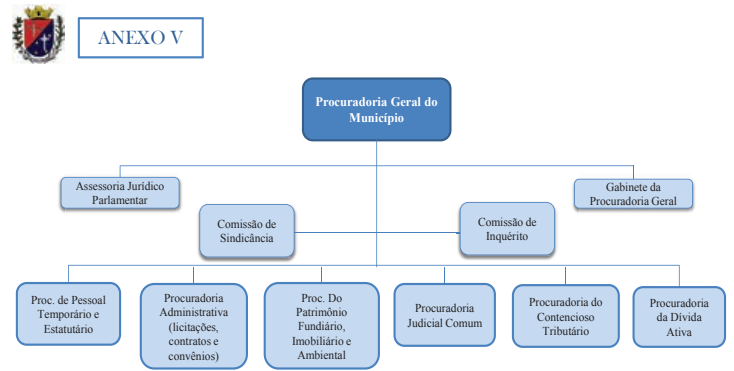 ANEXO V
Procuradoria Geral do
Município
Assessoria Jurídico
Parlamentar
Gabinete da
Procuradoria Geral
Comissão de
Sindicância
Comissão de
Inquérito
Proc. de Pessoal
Temporário e
Estatutário
Procuradoria
Administrativa
(licitações,
contratos e
convênios)
Proc. Do
Patrimônio
Fundiário,
Imobiliário e
Ambiental
Procuradoria
Judicial Comum
Procuradoria do
Contencioso
Tributário
Procuradoria
da Dívida
Ativa